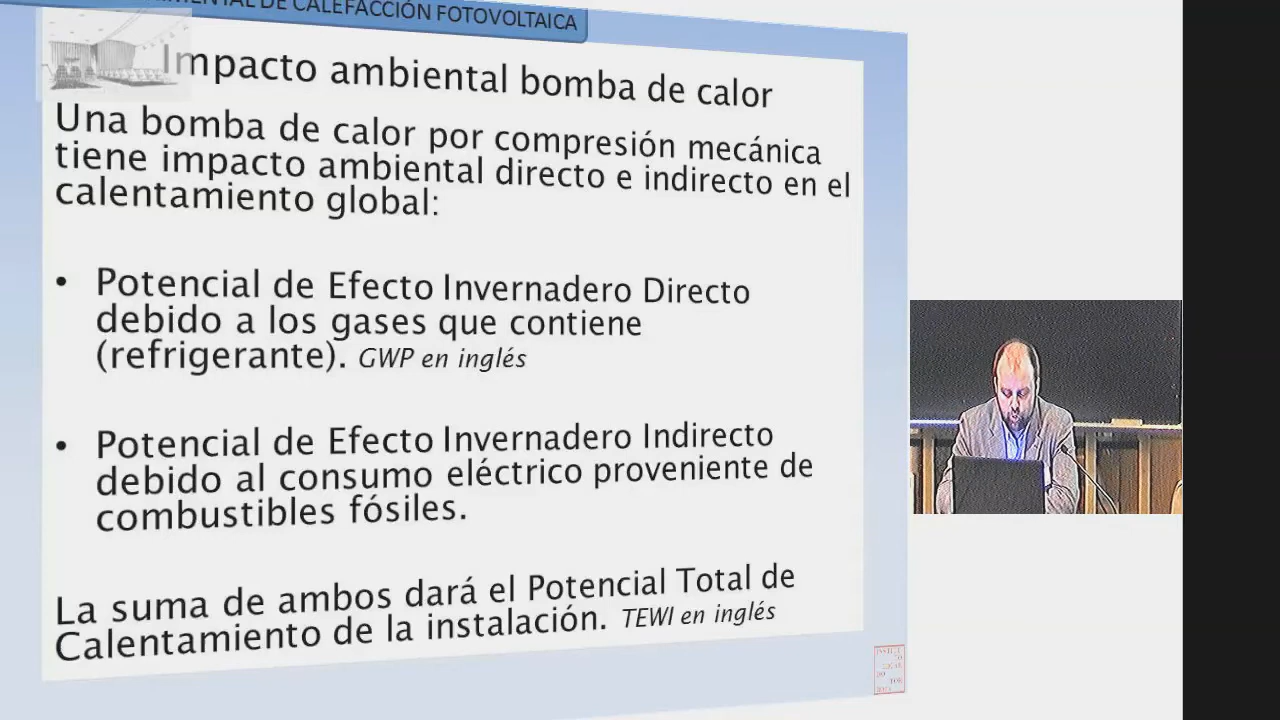 DE CALEFACCIÓN FOTOVOLTAICA
Impacto ambiental bomba de calor
Una bomba de calor por compresión mecánica
tiene impacto ambiental directo e indirecto en el
calentamiento global:
• Potencial de Efecto Invernadero Directo
debido a los gases que contiene
(refrigerante). GWP en inglés
• Potencial de Efecto Invernadero Indirecto
debido al consumo eléctrico proveniente de
combustibles fósiles.
La suma de ambos dará el Potencial Total de
Calentamiento de la instalación. TEWI en inglés